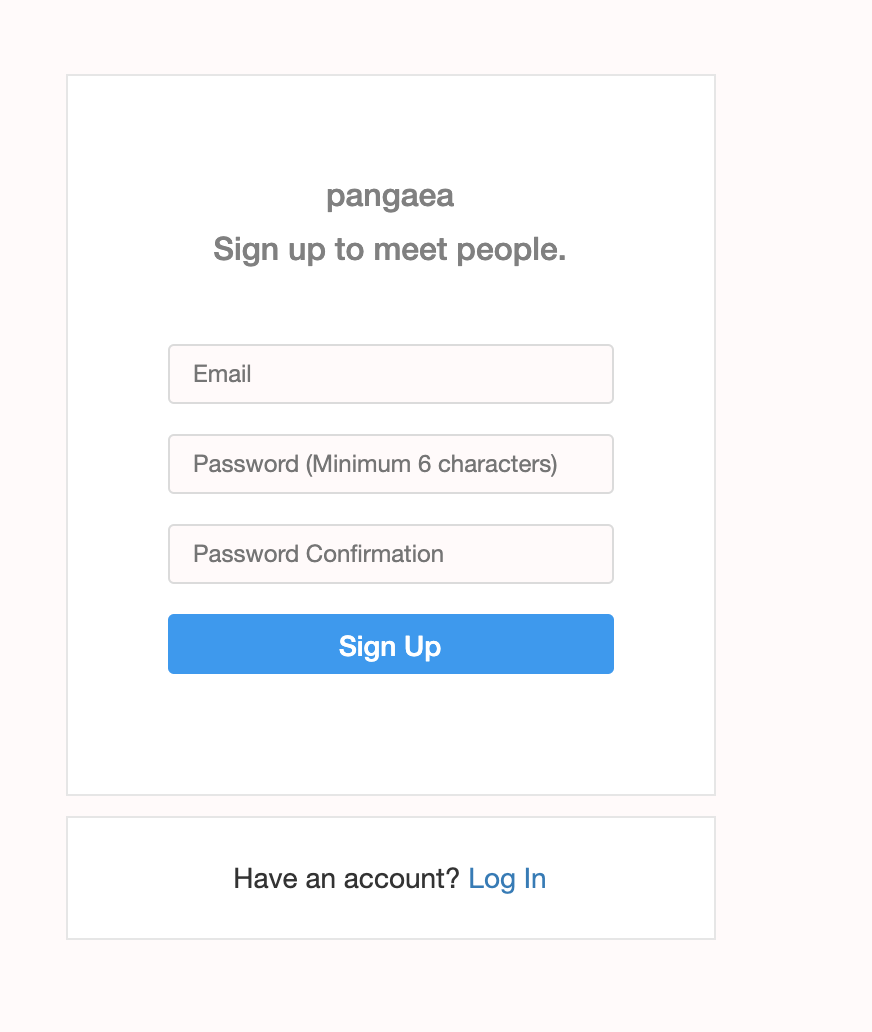 pangaea
Sign up to meet people.
Email
Password (Minimum 6 characters)
Password Confirmation
Sign Up
Have an account? Log In